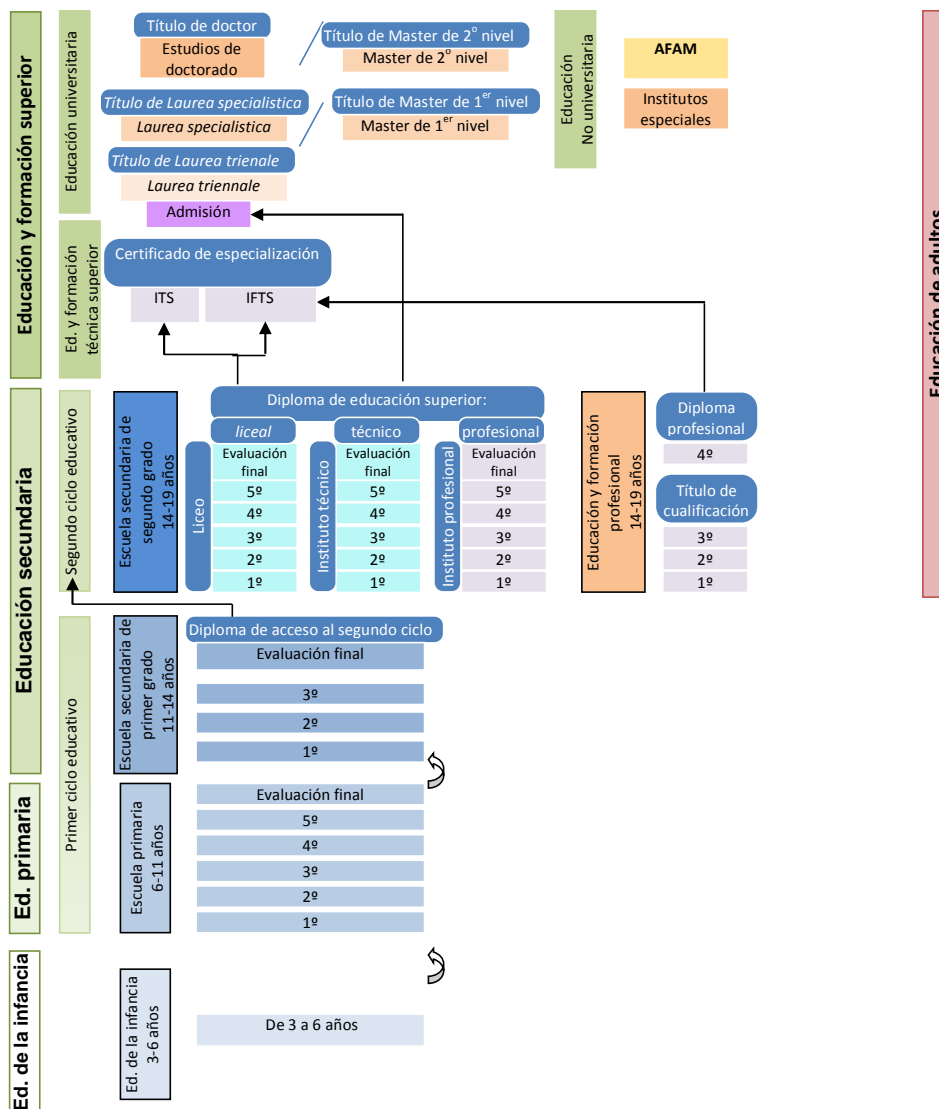 Educación y formación superior
Educación universitaria
Título de doctor
Estudios de
doctorado
Título de Master de 2º nivel
Master de 2º nivel
Título de Laurea specialistica
Laurea specialistica
Título de Master de 1er nivel
Master de 1er nivel
Título de Laurea trienale
Laurea triennale
Admisión
Educación
No universitaria
AFAM
Institutos
especiales
Educación de adultos
Ed. y formación
técnica superior
Certificado de especialización
ITS
IFTS
Educación secundaria
Segundo ciclo educativo
Escuela secundaria de
segundo grado
14-19 años
Diploma de educación superior:
liceal
técnico
profesional
Liceo
Evaluación
final
5º
4º
3º
2º
1º
Instituto técnico
Evaluación
final
5º
4º
3º
2º
1º
Instituto profesional
Evaluación
final
5º
4º
3º
2º
1º
Educación y formación
profesional
14-19 años
Diploma
profesional
4º
Título de
cualificación
3º
2º
1º
Primer ciclo educativo
Escuela secundaria de
primer grado
11-14 años
Diploma de acceso al segundo ciclo
Evaluación final
3º
2º
1º
Ed. primaria
Escuela primaria
6-11 años
Evaluación final
5º
4º
3º
2º
1º
Ed. de la infancia
Ed. de la infancia
3-6 años
De 3 a 6 años